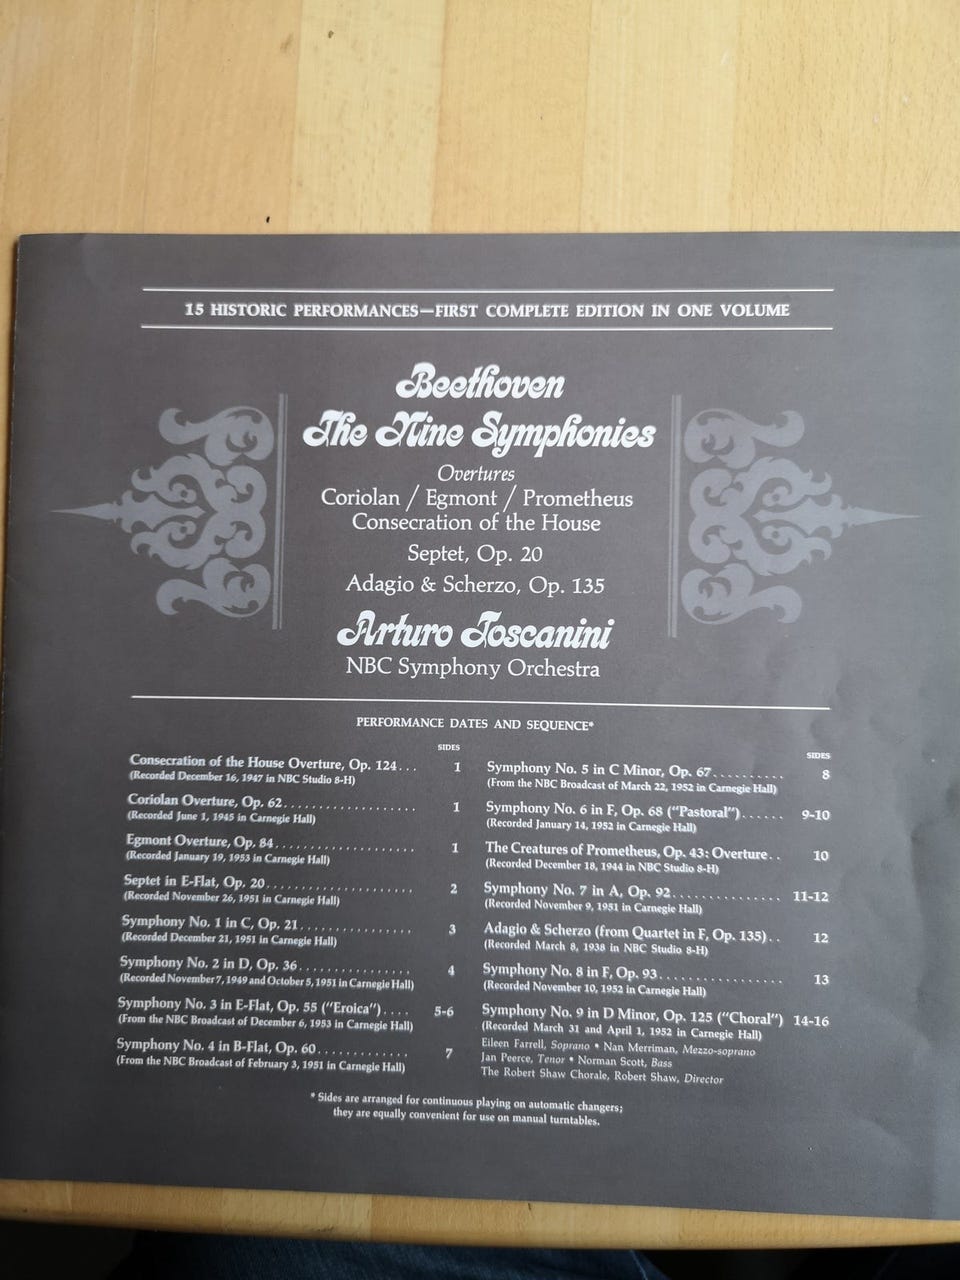 15 HISTORIC PERFORMANCES—FIRST COMPLETE EDITION IN ONE VOLUME
Beethoven
The Nine Symphonies
Overtures
Coriolan / Egmont / Prometheus
Consecration of the House
Septet, Op. 20
Adagio & Scherzo, Op. 135
Arturo Toscanini
NBC Symphony Orchestra
PERFORMANCE DATES AND SEQUENCE*
SIDES
Consecration of the House Overture, Op. 124... 1
(Recorded December 16, 1947 in NBC Studio 8-H)
Coriolan Overture, Op. 62................... 1
(Recorded June 1, 1945 in Carnegie Hall)
Egmont Overture, Op. 84.................... 1
(Recorded January 19, 1953 in Carnegie Hall)
Septet in E-Flat, Op. 20..................... 2
(Recorded November 26, 1951 in Carnegie Hall)
Symphony No. 1 in C, Op. 21................ 3
(Recorded December 21, 1951 in Carnegie Hall)
Symphony No. 2 in D, Op. 36................ 4
(Recorded November 7, 1949 and October 5, 1951 in Carnegie Hall)
Symphony No. 3 in E-Flat, Op. 55 ("Eroica").... 5-6
(From the NBC Broadcast of December 6, 1953 in Carnegie Hall)
Symphony No. 4 in B-Flat, Op. 60............. 7
(From the NBC Broadcast of February 3, 1951 in Carnegie Hall)
SIDES
Symphony No. 5 in C Minor, Op. 67.......... 8
(From the NBC Broadcast of March 22, 1952 in Carnegie Hall)
Symphony No. 6 in F, Op. 68 ("Pastoral")...... 9-10
(Recorded January 14, 1952 in Carnegie Hall)
The Creatures of Prometheus, Op. 43: Overture.. 10
(Recorded December 18, 1944 in NBC Studio 8-H)
Symphony No. 7 in A, Op. 92............... 11-12
(Recorded November 9, 1951 in Carnegie Hall)
Adagio & Scherzo (from Quartet in F, Op. 135).. 12
(Recorded March 8, 1938 in NBC Studio 8-H)
Symphony No. 8 in F, Op. 93................. 13
(Recorded November 10, 1952 in Carnegie Hall)
Symphony No. 9 in D Minor, Op. 125 ("Choral") 14-16
(Recorded March 31 and April 1, 1952 in Carnegie Hall)
Eileen Farrell, Soprano • Nan Merriman, Mezzo-soprano
Jan Peerce, Tenor • Norman Scott, Bass
The Robert Shaw Chorale, Robert Shaw, Director
* Sides are arranged for continuous playing on automatic changers;
they are equally convenient for use on manual turntables.